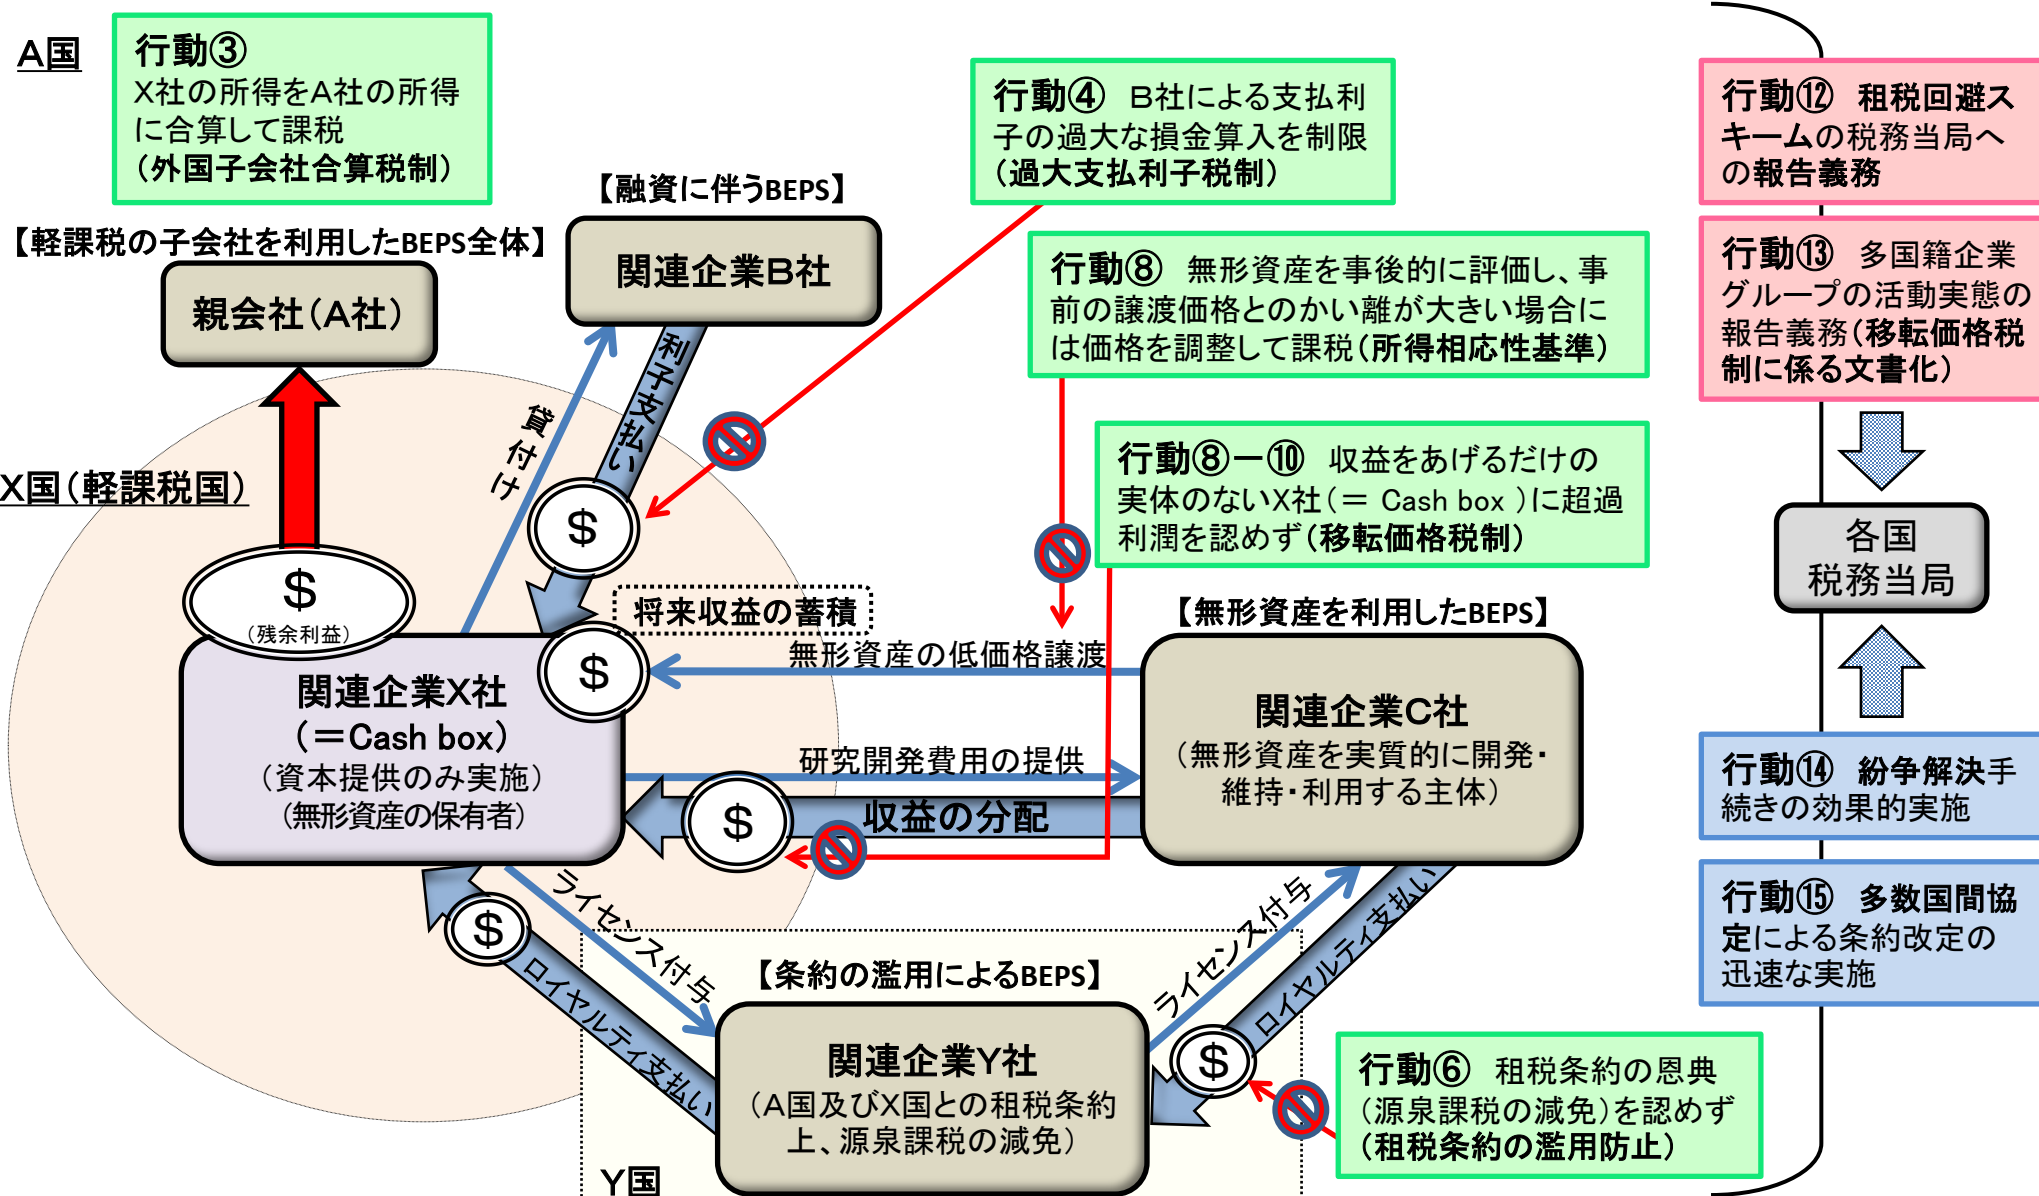 A国
行動③
X社の所得をA社の所得
に合算して課税
(外国子会社合算税制)
行動④ B社による支払利
子の過大な損金算入を制限
(過大支払利子税制)
行動⑫ 租税回避ス
キームの税務当局へ
の報告義務
【融資に伴うBEPS】
【軽課税の子会社を利用したBEPS全体】
関連企業B社
親会社(A社)
行動⑧ 無形資産を事後的に評価し、事
前の譲渡価格とのかい離が大きい場合に
は価格を調整して課税(所得相応性基準)
行動⑬ 多国籍企業
グループの活動実態の
報告義務(移転価格税
制に係る文書化)
貸付け
利子支払い
X国(軽課税国)
行動⑧－⑩ 収益をあげるだけの
実体のないX社(＝ Cash box )に超過
利潤を認めず(移転価格税制)
各国
税務当局
$
$
(残余利益)
将来収益の蓄積
$
【無形資産を利用したBEPS】
無形資産の低価格譲渡
関連企業X社
(＝Cash box)
(資本提供のみ実施)
(無形資産の保有者)
関連企業C社
(無形資産を実質的に開発・
維持・利用する主体)
研究開発費用の提供
$
収益の分配
行動⑭ 紛争解決手
続きの効果的実施
行動⑮ 多数国間協
定による条約改定の
迅速な実施
ライセンス付与
$
ロイヤルティ支払い
ライセンス付与
ロイヤルティ支払い
$
【条約の濫用によるBEPS】
関連企業Y社
(A国及びX国との租税条約
上、源泉課税の減免)
行動⑥ 租税条約の恩典
(源泉課税の減免)を認めず
(租税条約の濫用防止)
Y国